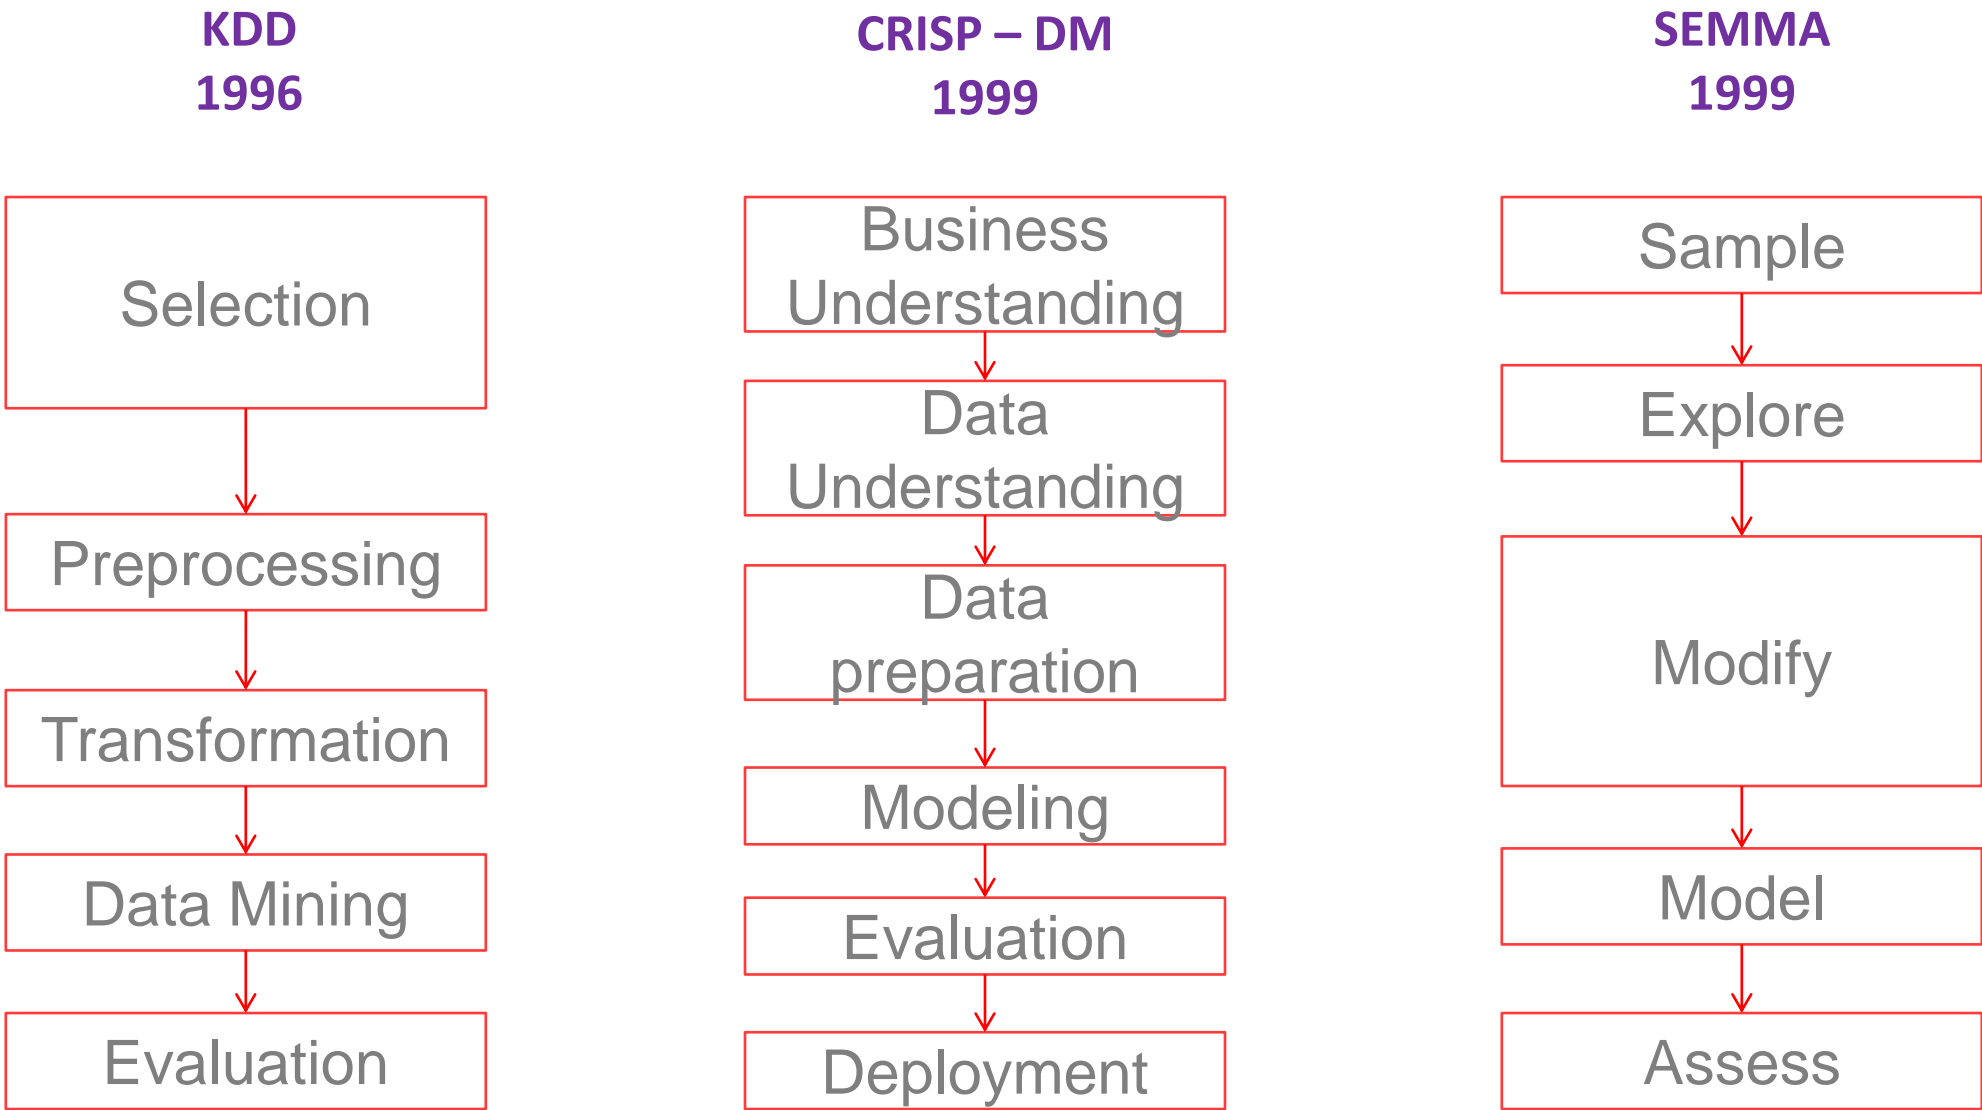 KDD
1996
Selection
Preprocessing
Transformation
Data Mining
Evaluation
CRISP – DM
1999
Business
Understanding
Data
Understanding
Data
preparation
Modeling
Evaluation
Deployment
SEMMA
1999
Sample
Explore
Modify
Model
Assess